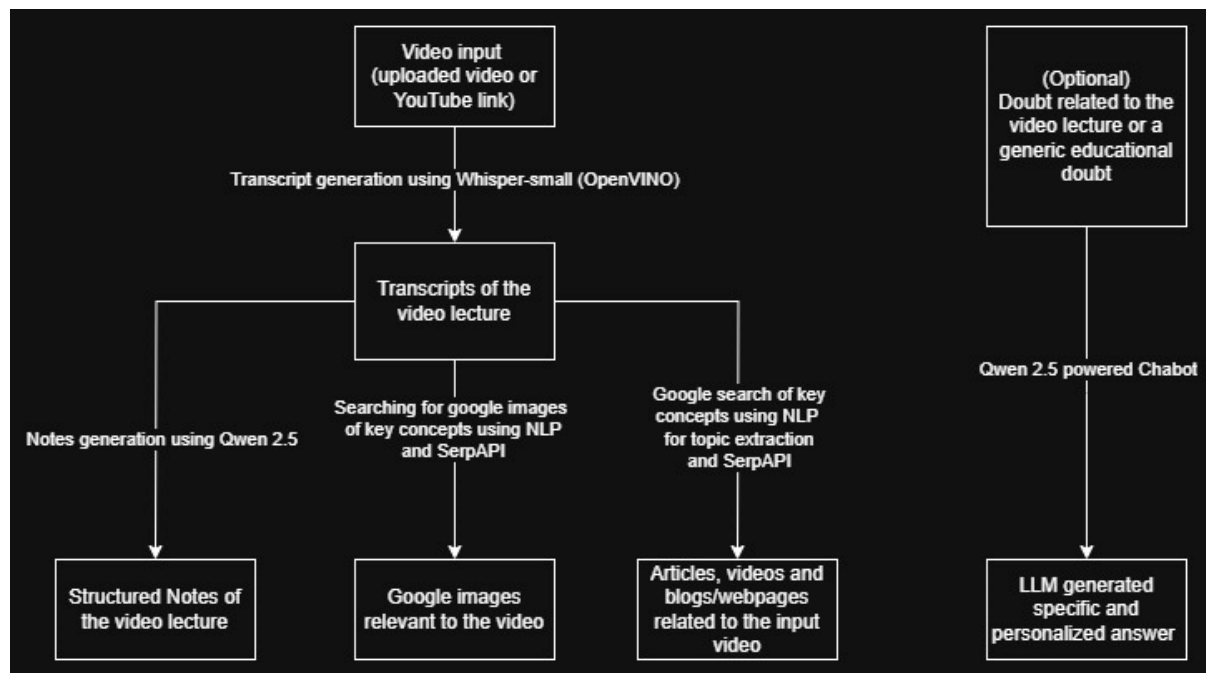 Video input
(uploaded video or
YouTube link)
(Optional)
Doubt related to the
video lecture or a
generic educational
doubt
Transcript generation using Whisper-small (OpenVINO)
Transcripts of the
video lecture
Notes generation using Qwen 2.5
Searching for google images
of key concepts using NLP
and SerpAPI
Google search of key
concepts using NLP
for topic extraction
and SerpAPI
Qwen 2.5 powered Chabot
Structured Notes of
the video lecture
Google images
relevant to the video
Articles, videos and
blogs/webpages
related to the input
video
LLM generated
specific and
personalized answer